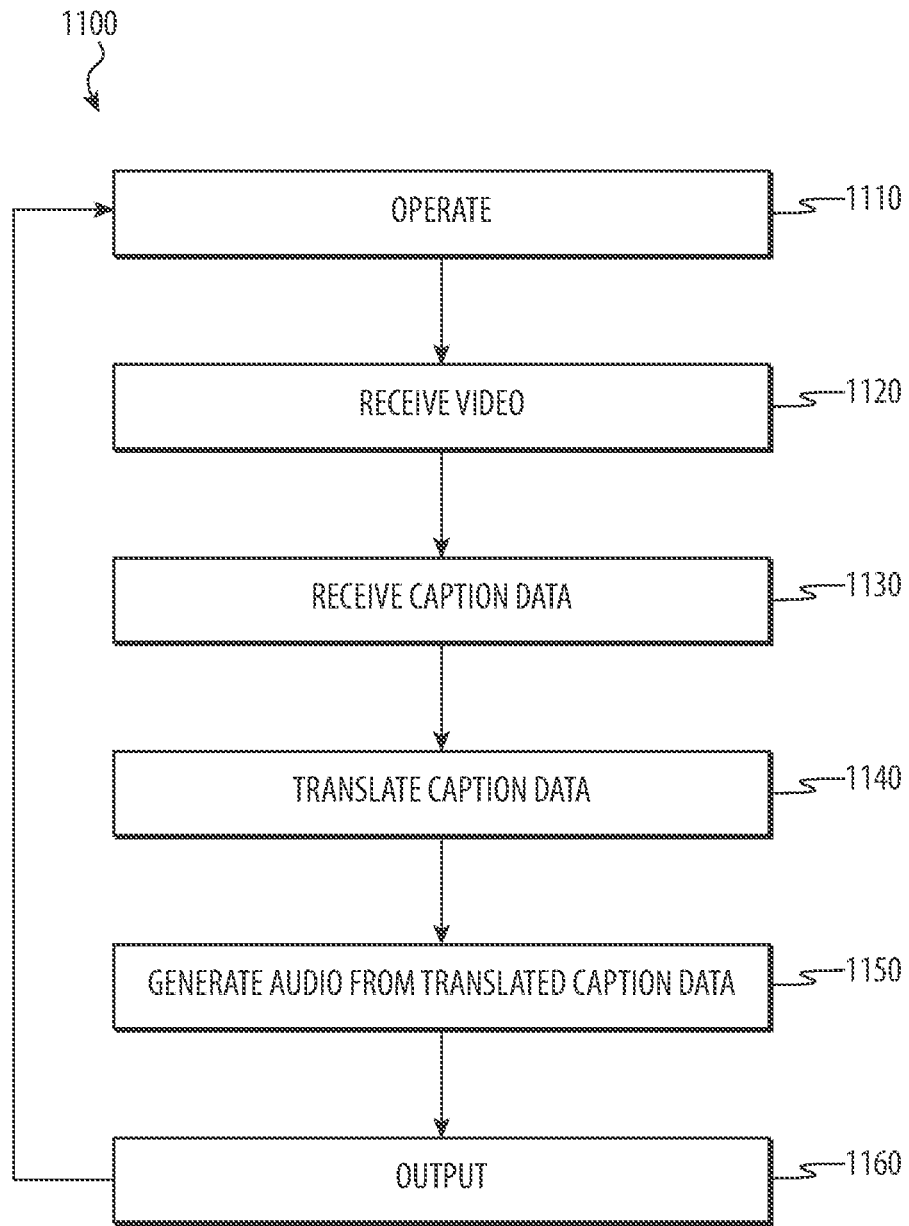 1100
OPERATE 1110
RECEIVE VIDEO 1120
RECEIVE CAPTION DATA 1130
TRANSLATE CAPTION DATA 1140
GENERATE AUDIO FROM TRANSLATED CAPTION DATA 1150
OUTPUT 1160